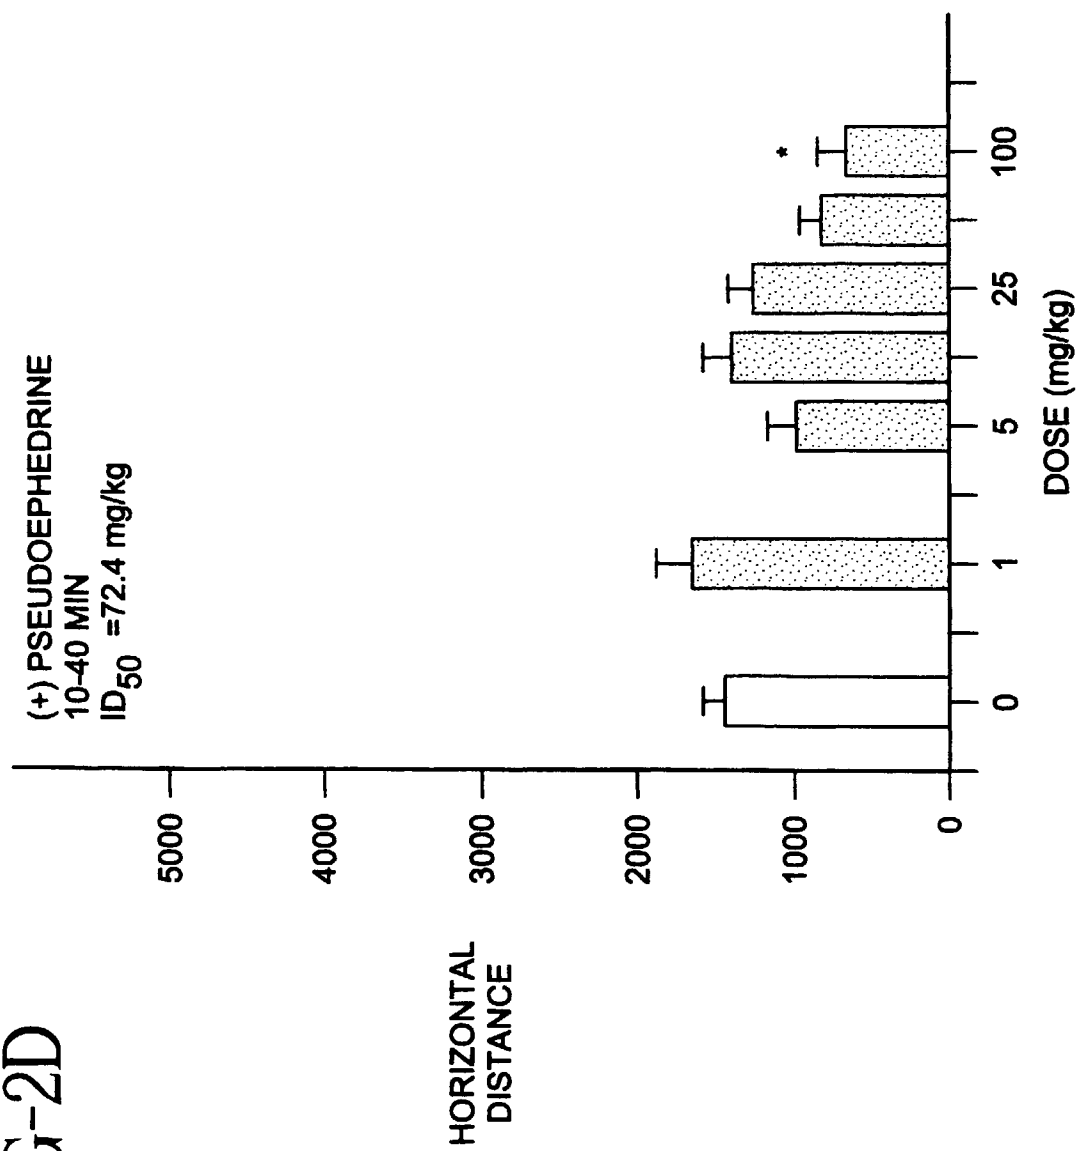 G-2D
(+) PSEUDOEPHEDRINE
10-40 MIN
ID50 =72.4 mg/kg
5000
4000
3000
2000
1000
0
HORIZONTAL
DISTANCE
*
0 1 5 25 100
DOSE (mg/kg)